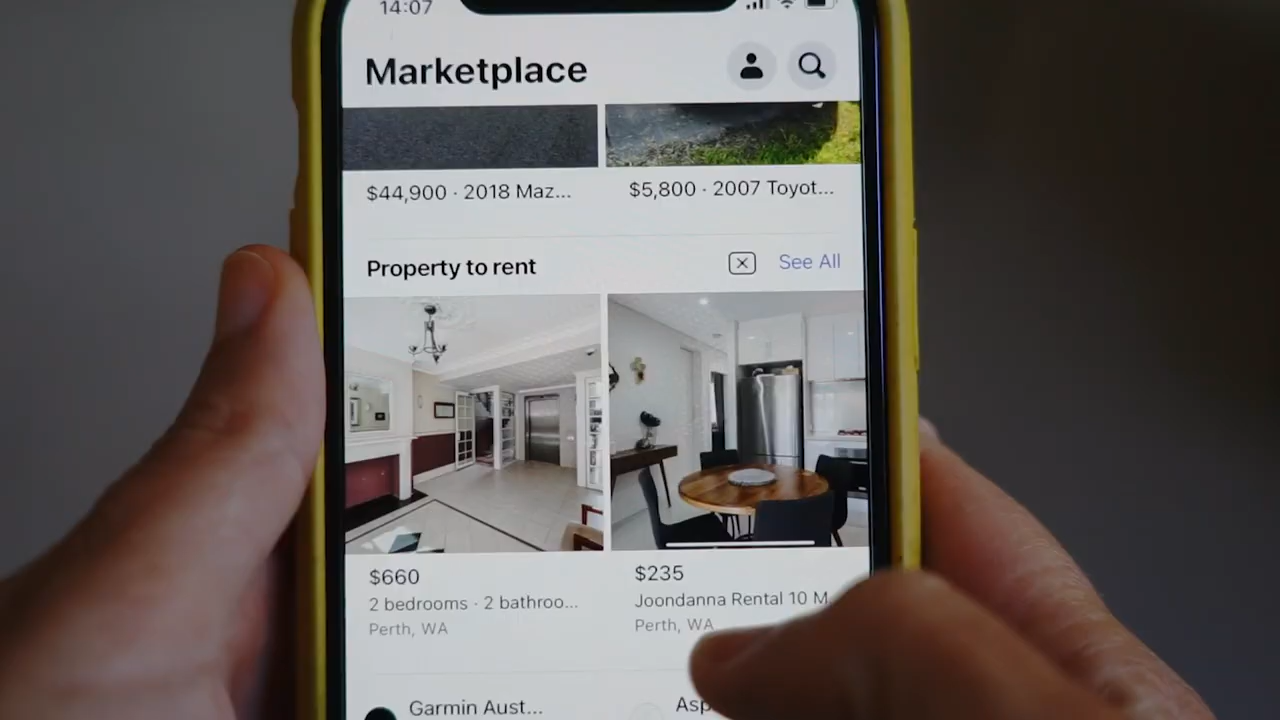 14:07
Marketplace
$44,900 · 2018 Maz...
$5,800 · 2007 Toyot...
Property to rent
See All
$660
2 bedrooms · 2 bathroo...
Perth, WA
$235
Joondanna Rental 10 M
Perth, WA
Garmin Aust...
Asp